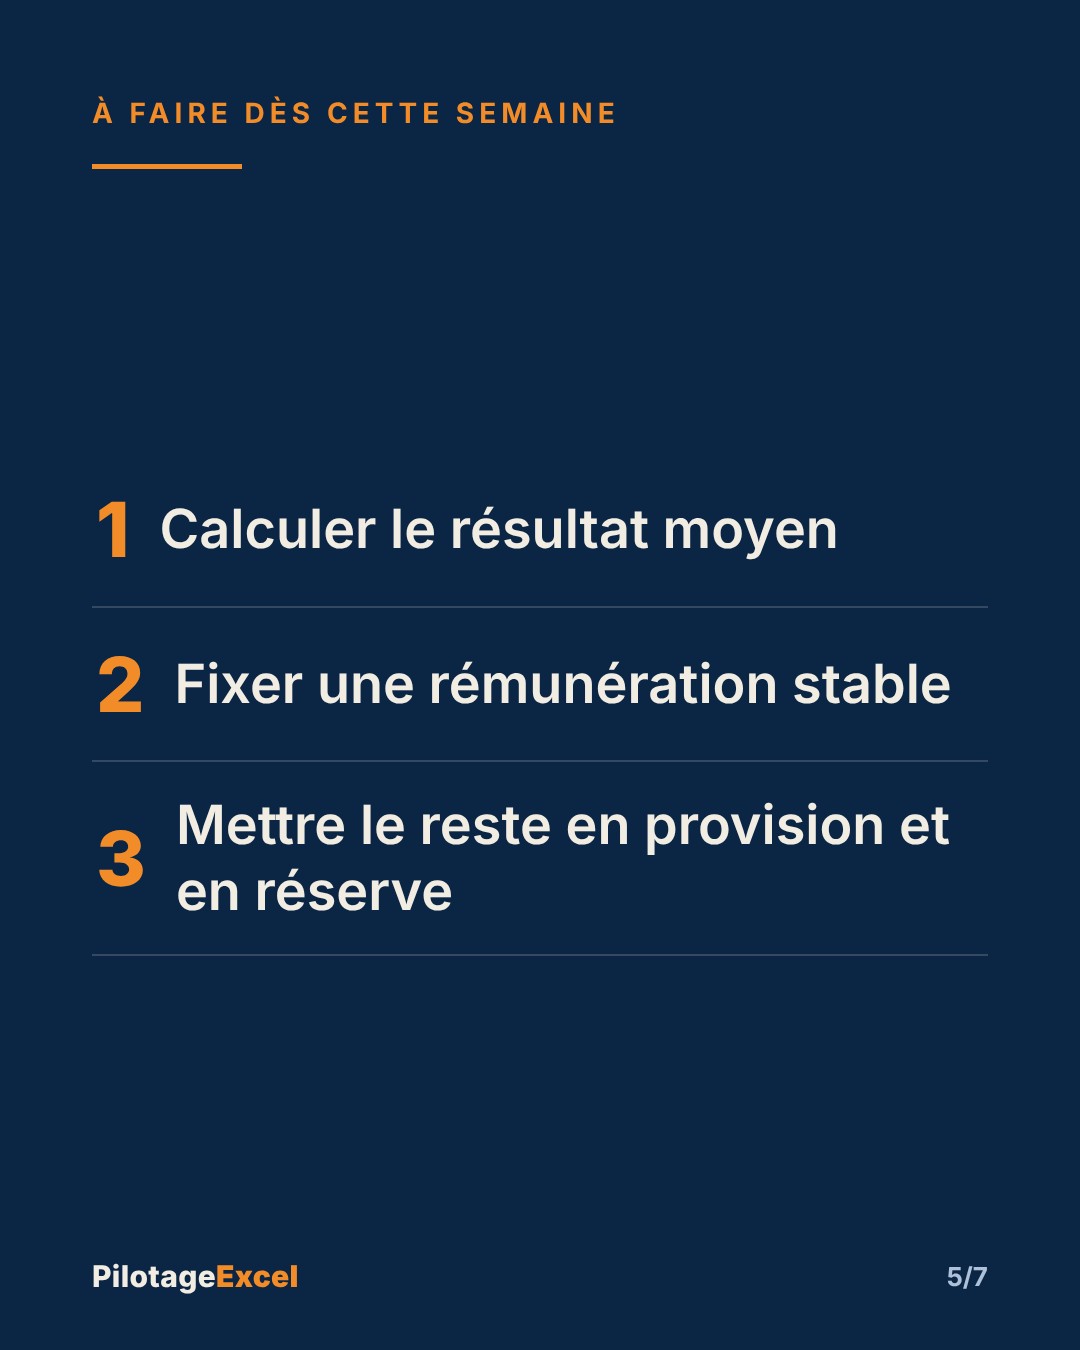 À FAIRE DÈS CETTE SEMAINE
1 Calculer le résultat moyen
2 Fixer une rémunération stable
3 Mettre le reste en provision et
en réserve
PilotageExcel
5/7